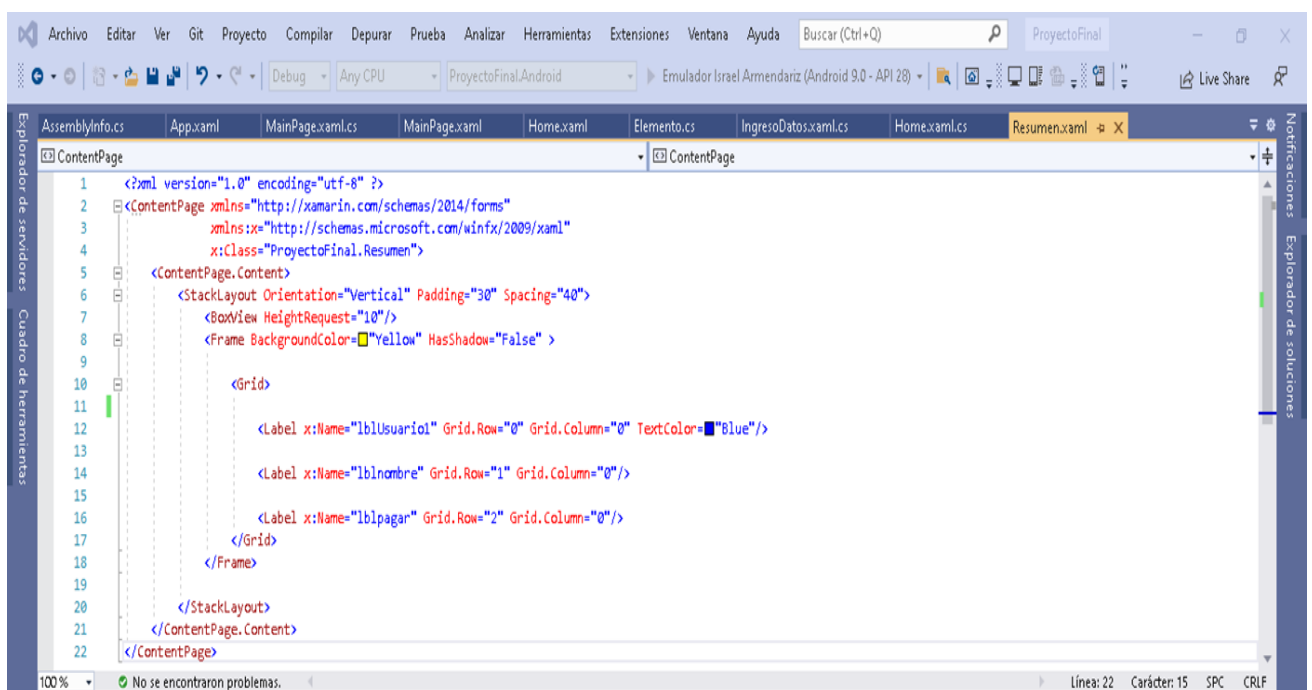 Archivo Editar Ver Git Proyecto Compilar Depurar Prueba Analizar Herramientas Extensiones Ventana Ayuda Buscar (Ctrl+Q) ProyectoFinal
Debug Any CPU ProyectoFinal.Android Emulador Israel Armendariz (Android 9.0 - API 28) Live Share
Explorador de servidores
Cuadro de herramientas
AssemblyInfo.cs App.xaml MainPage.xaml.cs MainPage.xaml Home.xaml Elemento.cs IngresoDatos.xaml.cs Home.xaml.cs Resumen.xaml
ContentPage ContentPage
1 <?xml version="1.0" encoding="utf-8" ?>
2 <ContentPage xmlns="http://xamarin.com/schemas/2014/forms"
3 xmlns:x="http://schemas.microsoft.com/winfx/2009/xaml"
4 x:Class="ProyectoFinal.Resumen">
5 <ContentPage.Content>
6 <StackLayout Orientation="Vertical" Padding="30" Spacing="40">
7 <BoxView HeightRequest="10"/>
8 <Frame BackgroundColor="Yellow" HasShadow="False" >
9
10 <Grid>
11
12 <Label x:Name="lblUsuario1" Grid.Row="0" Grid.Column="0" TextColor="Blue"/>
13
14 <Label x:Name="lblnombre" Grid.Row="1" Grid.Column="0"/>
15
16 <Label x:Name="lblpagar" Grid.Row="2" Grid.Column="0"/>
17 </Grid>
18 </Frame>
19
20 </StackLayout>
21 </ContentPage.Content>
22 </ContentPage>
Notificaciones
Explorador de soluciones
100 % No se encontraron problemas. Línea: 22 Carácter: 15 SPC CRLF